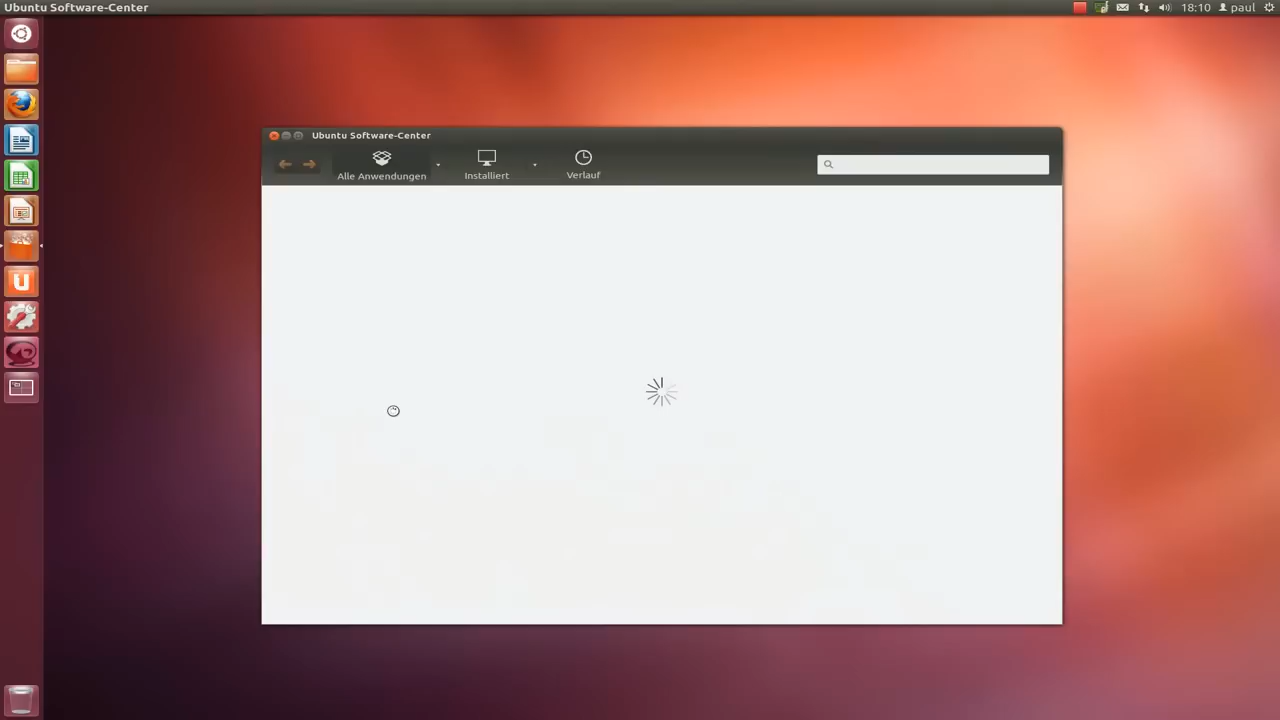 Ubuntu Software-Center
18:10 paul
Ubuntu Software-Center
Alle Anwendungen Installiert Verlauf